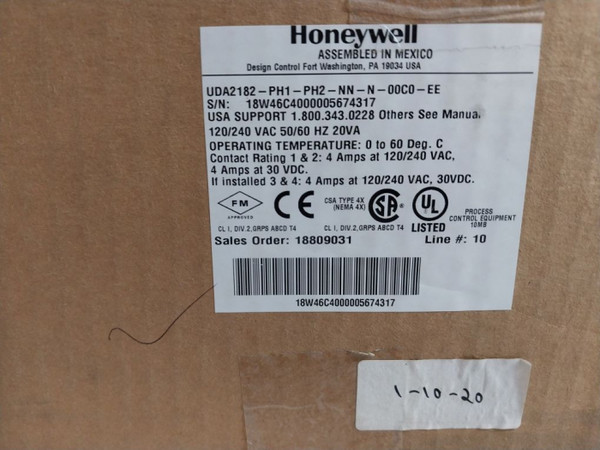 Honeywell
ASSEMBLED IN MEXICO
Design Control Fort Washington, PA 19034 USA
UDA2182-PH1-PH2-NN-N-00C0-EE
S/N: 18W46C4000005674317
USA SUPPORT 1.800.343.0228 Others See Manual
120/240 VAC 50/60 HZ 20VA
OPERATING TEMPERATURE: 0 to 60 Deg. C
Contact Rating 1 & 2: 4 Amps at 120/240 VAC,
4 Amps at 30 VDC.
If installed 3 & 4: 4 Amps at 120/240 VAC, 30VDC.
FM
APPROVED
CE
CSA TYPE 4X
(NEMA 4X)
SA
UL
LISTED
PROCESS
CONTROL EQUIPMENT
10MB
CL I, DIV.2,GRPS ABCD T4
CL I, DIV.2,GRPS ABCD T4
Sales Order: 18809031
Line #: 10
18W46C4000005674317
1-10-20